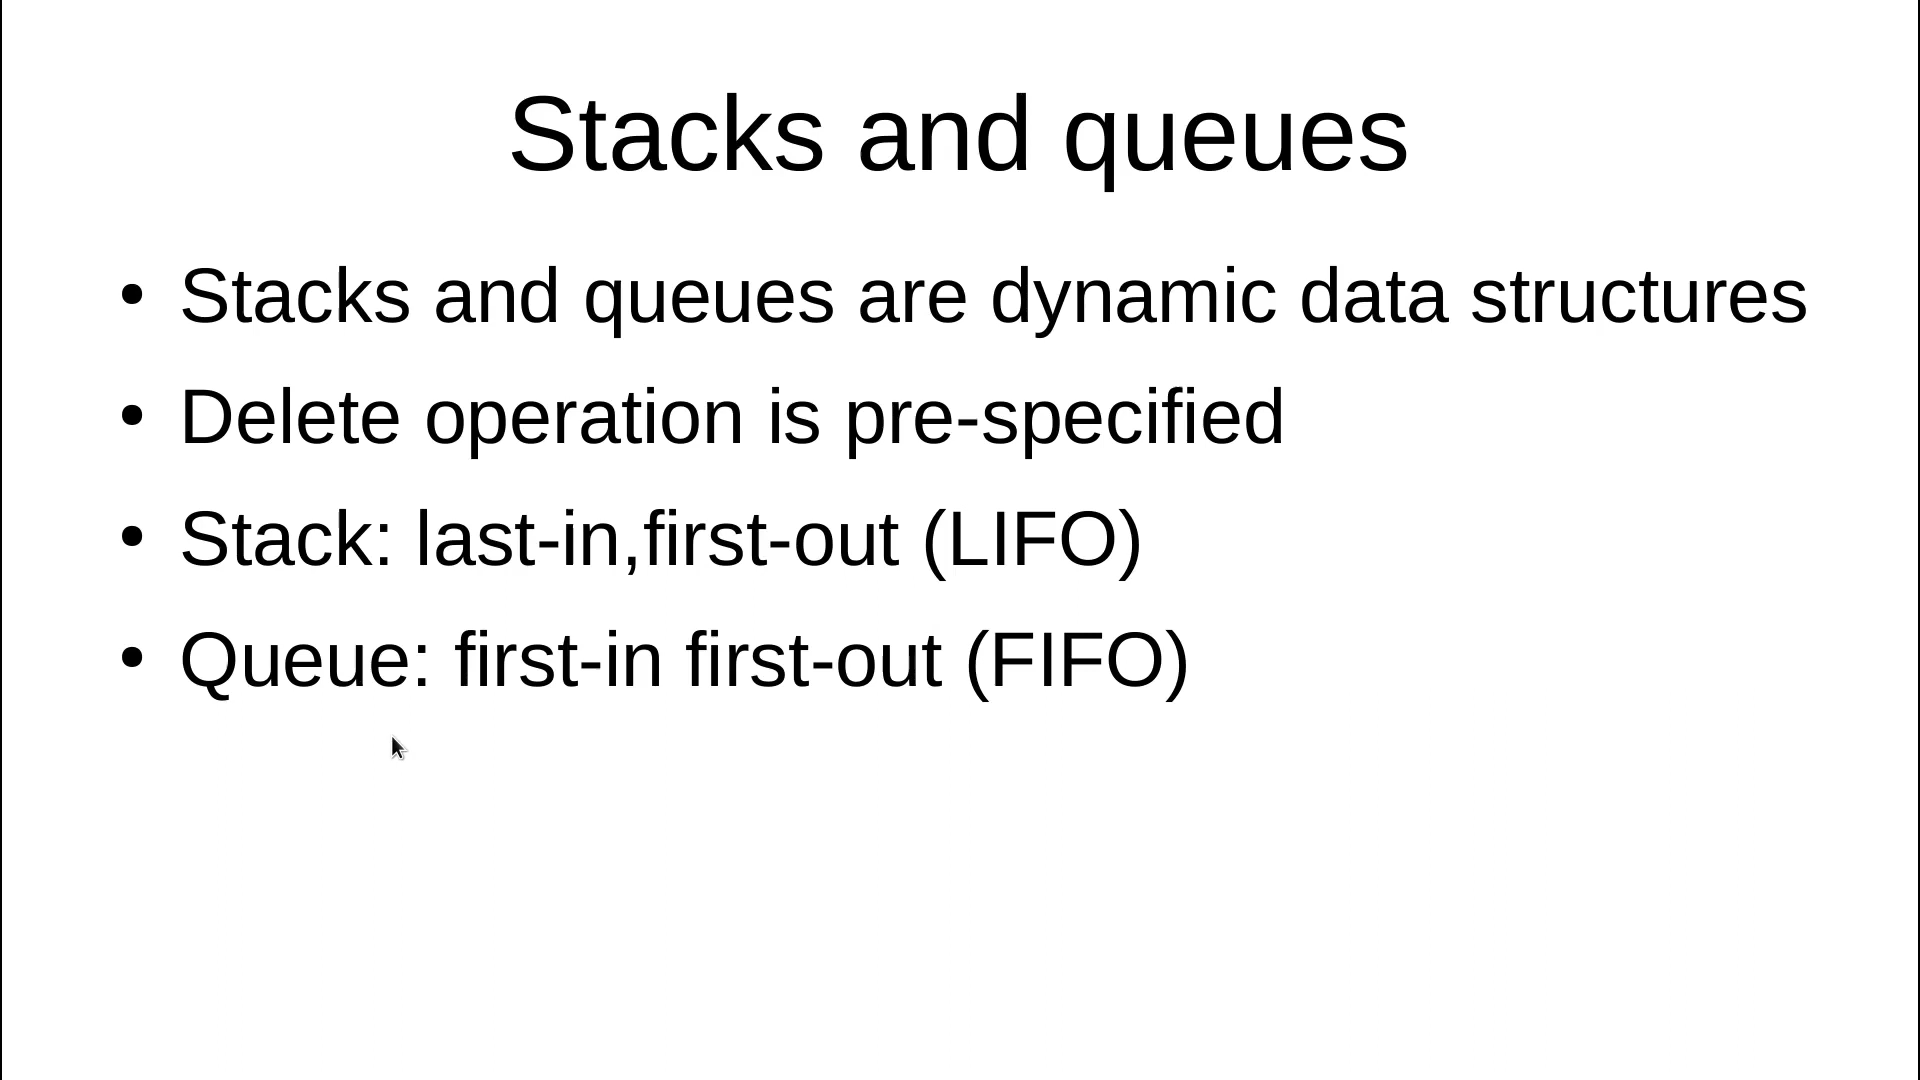 Stacks and queues
• Stacks and queues are dynamic data structures
• Delete operation is pre-specified
• Stack: last-in,first-out (LIFO)
• Queue: first-in first-out (FIFO)